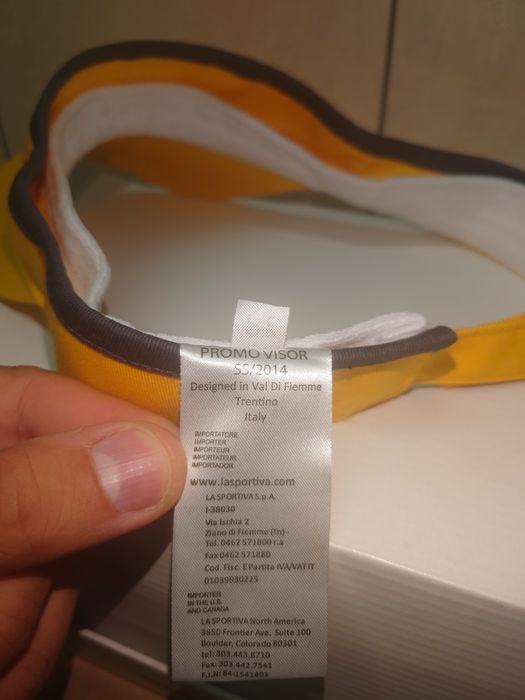 PROMO VISOR
SS/2014
Designed in Val Di Fiemme
Trentino
Italy
IMPORTATORE
IMPORTER
IMPORTEUR
IMPORTATEUR
IMPORTADOR
www.lasportiva.com
LA SPORTIVA S.p.A.
I-38030
Via Ischia 2
Ziano di Fiemme (Tn) -
Tel. 0462 571800 r.a
Fax 0462 571880
Cod. Fisc. E Partita IVA/VAT IT
01039930225
IMPORTER
IN THE U.S.
AND CANADA
LA SPORTIVA North America
3850 Frontier Ave. Suite 100
Boulder, Colorado 80301
tel: 303.443.8710
Fax: 303.442.7541
F.I.N: 84-1541803